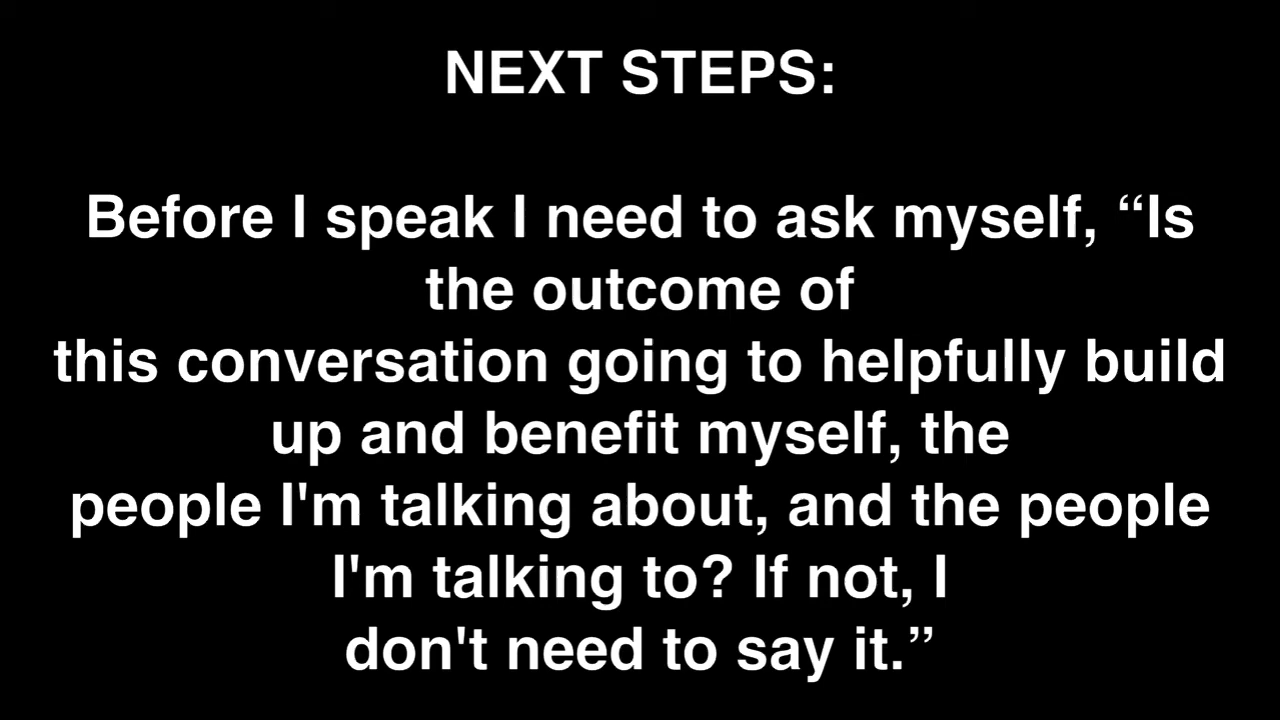 NEXT STEPS:
Before I speak I need to ask myself, “Is
the outcome of
this conversation going to helpfully build
up and benefit myself, the
people I'm talking about, and the people
I'm talking to? If not, I
don't need to say it.”